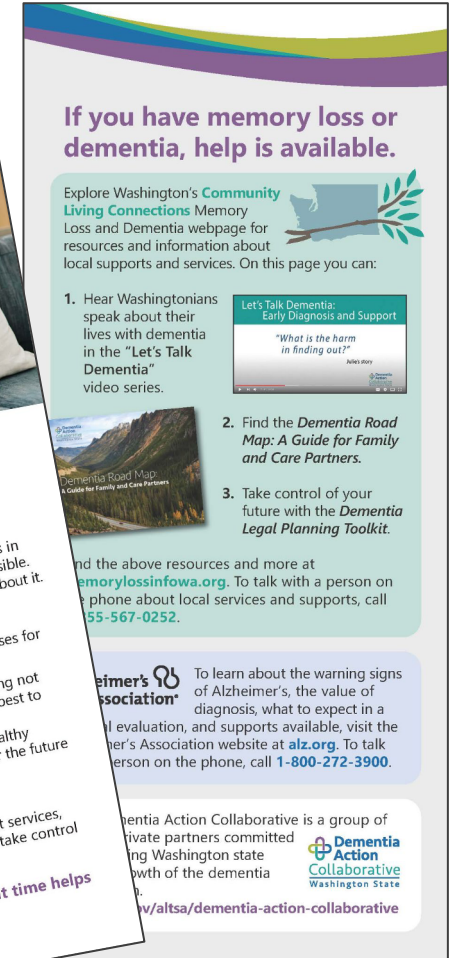 If you have memory loss or
dementia, help is available.
Explore Washington's Community
Living Connections Memory
Loss and Dementia webpage for
resources and information about
local supports and services. On this page you can:
1. Hear Washingtonians
speak about their
lives with dementia
in the "Let's Talk
Dementia"
video series.
Let's Talk Dementia:
Early Diagnosis and Support
"What is the harm
in finding out?"
Julie's story
Dementia
Action
Collaborative
Dementia
Action
Collaborative
Dementia Road Map:
A Guide for Family and Care Partners
2. Find the Dementia Road
Map: A Guide for Family
and Care Partners.
3. Take control of your
future with the Dementia
Legal Planning Toolkit.
nd the above resources and more at
emorylossinfowa.org. To talk with a person on
phone about local services and supports, call
55-567-0252.
eimer's
ssociation
To learn about the warning signs
of Alzheimer's, the value of
diagnosis, what to expect in a
l evaluation, and supports available, visit the
er's Association website at alz.org. To talk
erson on the phone, call 1-800-272-3900.
mentia Action Collaborative is a group of
rivate partners committed
ing Washington state
owth of the dementia
n.
ov/altsa/dementia-action-collaborative
Dementia
Action
Collaborative
Washington State
s in
sible.
bout it.
ses for
ng not
best to
althy
r the future
t services,
take control
t time helps